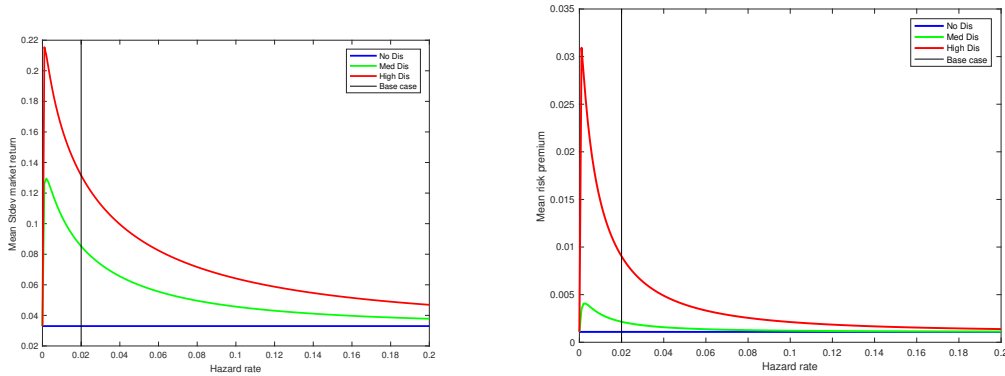 0.22
0.2
0.18
0.16
0.14
0.12
0.1
0.08
0.06
0.04
0.02
Mean Stdev market return
0 0.02 0.04 0.06 0.08 0.1 0.12 0.14 0.16 0.18 0.2
Hazard rate
No Dis
Med Dis
High Dis
Base case
0.035
0.03
0.025
0.02
0.015
0.01
0.005
0
Mean risk premium
0 0.02 0.04 0.06 0.08 0.1 0.12 0.14 0.16 0.18 0.2
Hazard rate
No Dis
Med Dis
High Dis
Base case